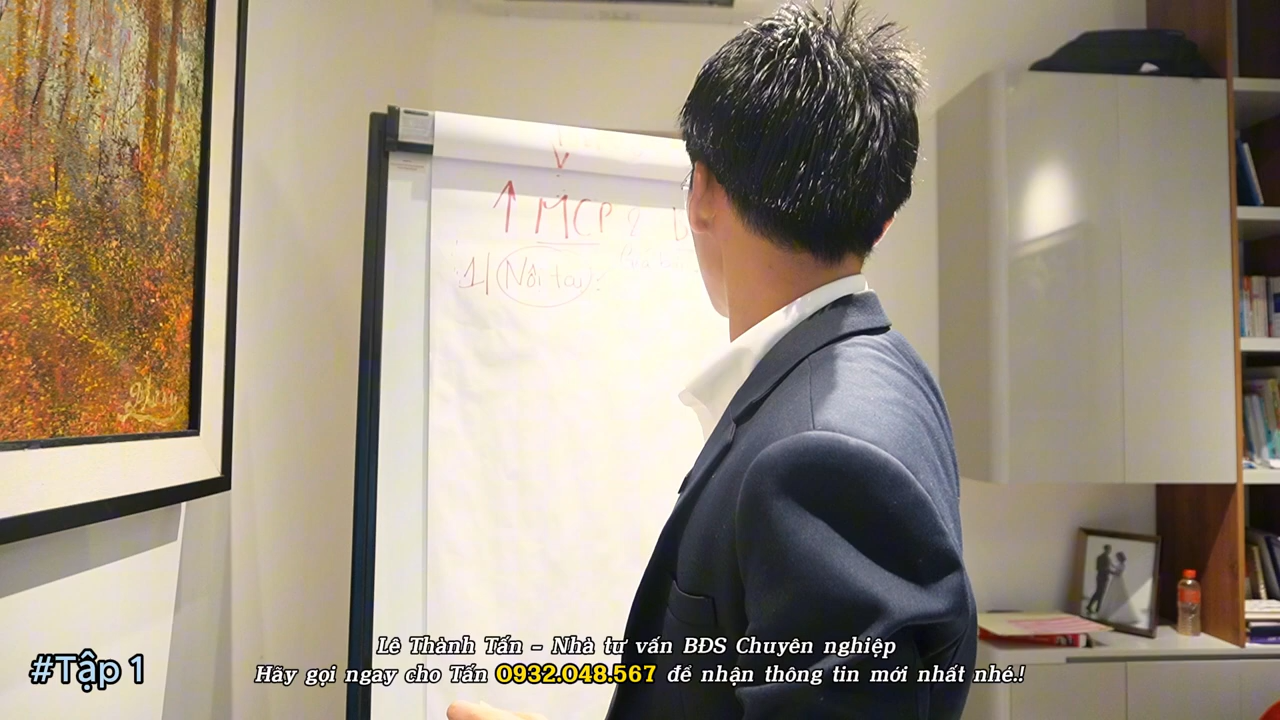 MCP
1/ Nội tại?
#Tập 1
Lê Thành Tấn - Nhà tư vấn BĐS Chuyên nghiệp
Hãy gọi ngay cho Tấn 0932.048.567 để nhận thông tin mới nhất nhé.!